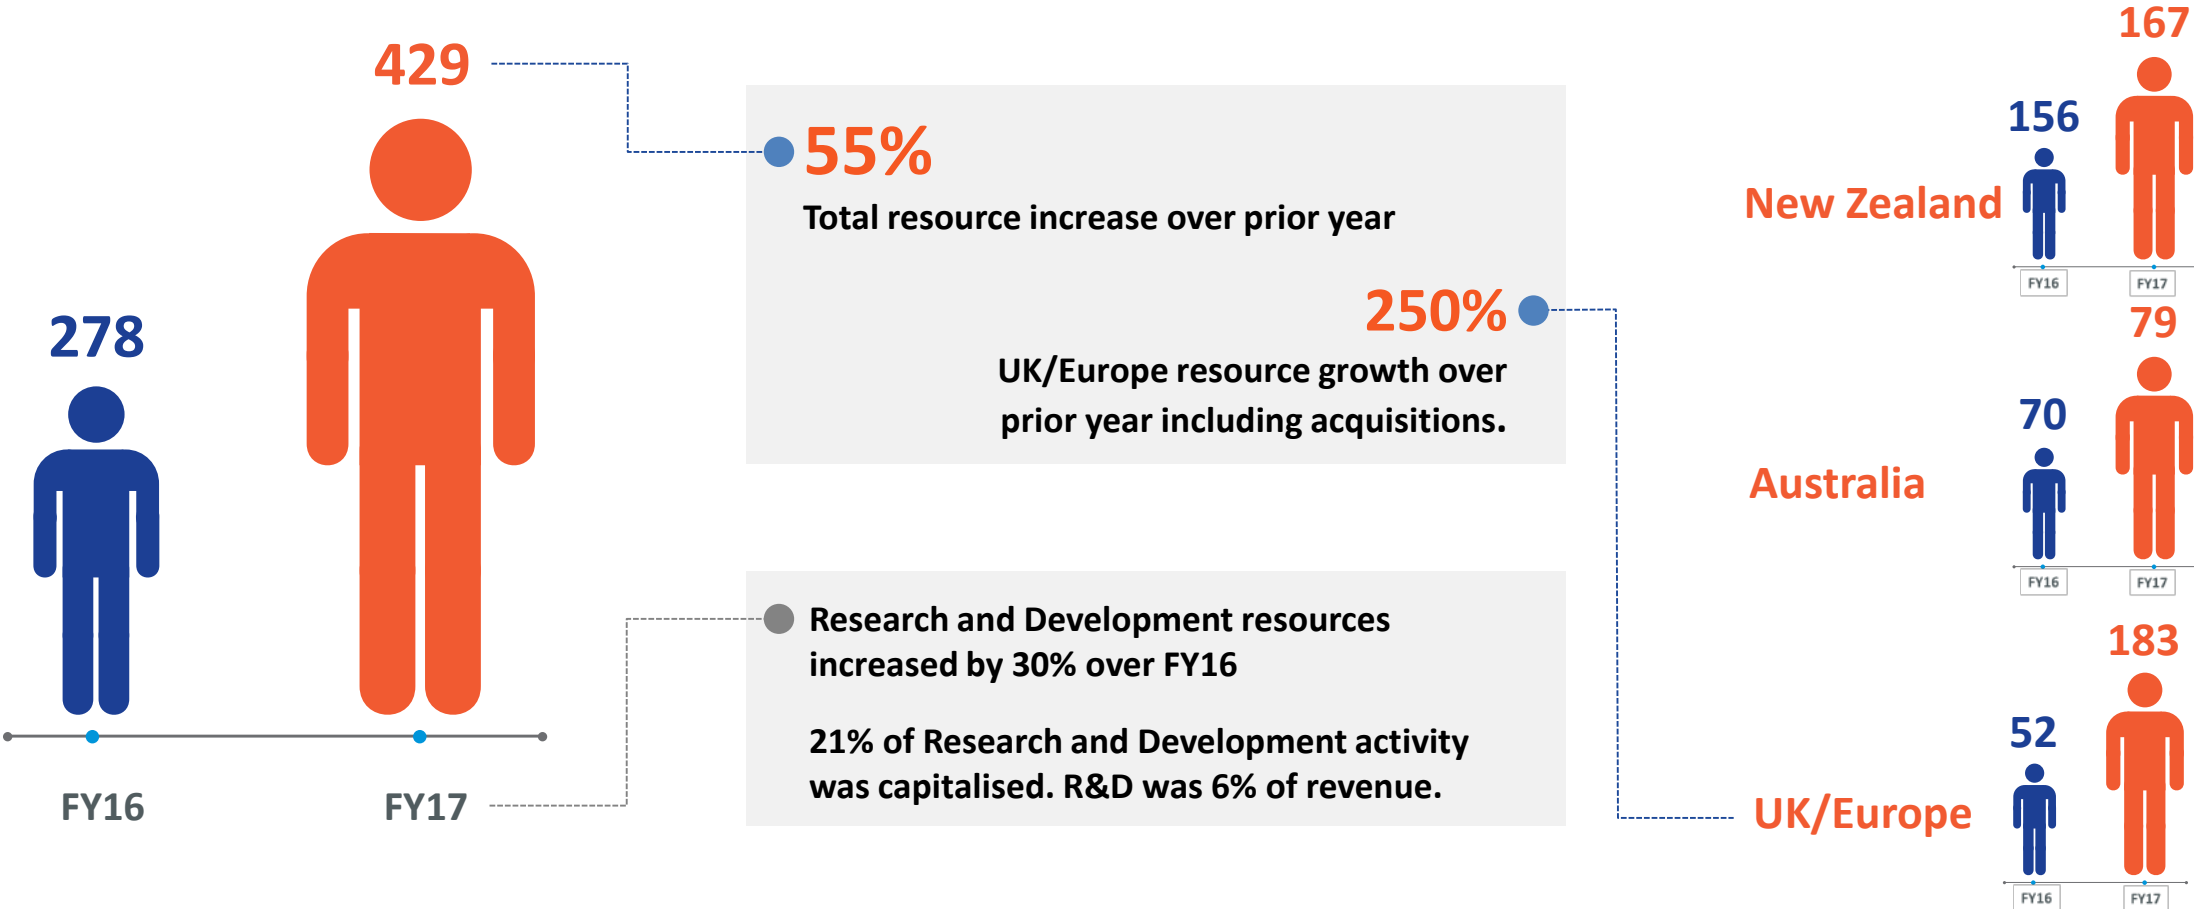 429
278
FY16
FY17
55%
Total resource increase over prior year
250%
UK/Europe resource growth over
prior year including acquisitions.
Research and Development resources
increased by 30% over FY16
21% of Research and Development activity
was capitalised. R&D was 6% of revenue.
New Zealand
156
167
FY16
FY17
Australia
70
79
FY16
FY17
UK/Europe
52
183
FY16
FY17